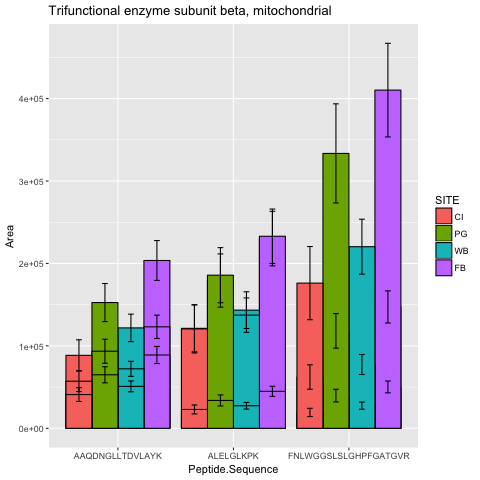 Trifunctional enzyme subunit beta, mitochondrial
Area
4e+05
3e+05
2e+05
1e+05
0e+00
AAQDNGLLTDVLAYK ALELGLKPK FNLWGGSLSLGHPFGATGVR
Peptide.Sequence
SITE
CI
PG
WB
FB